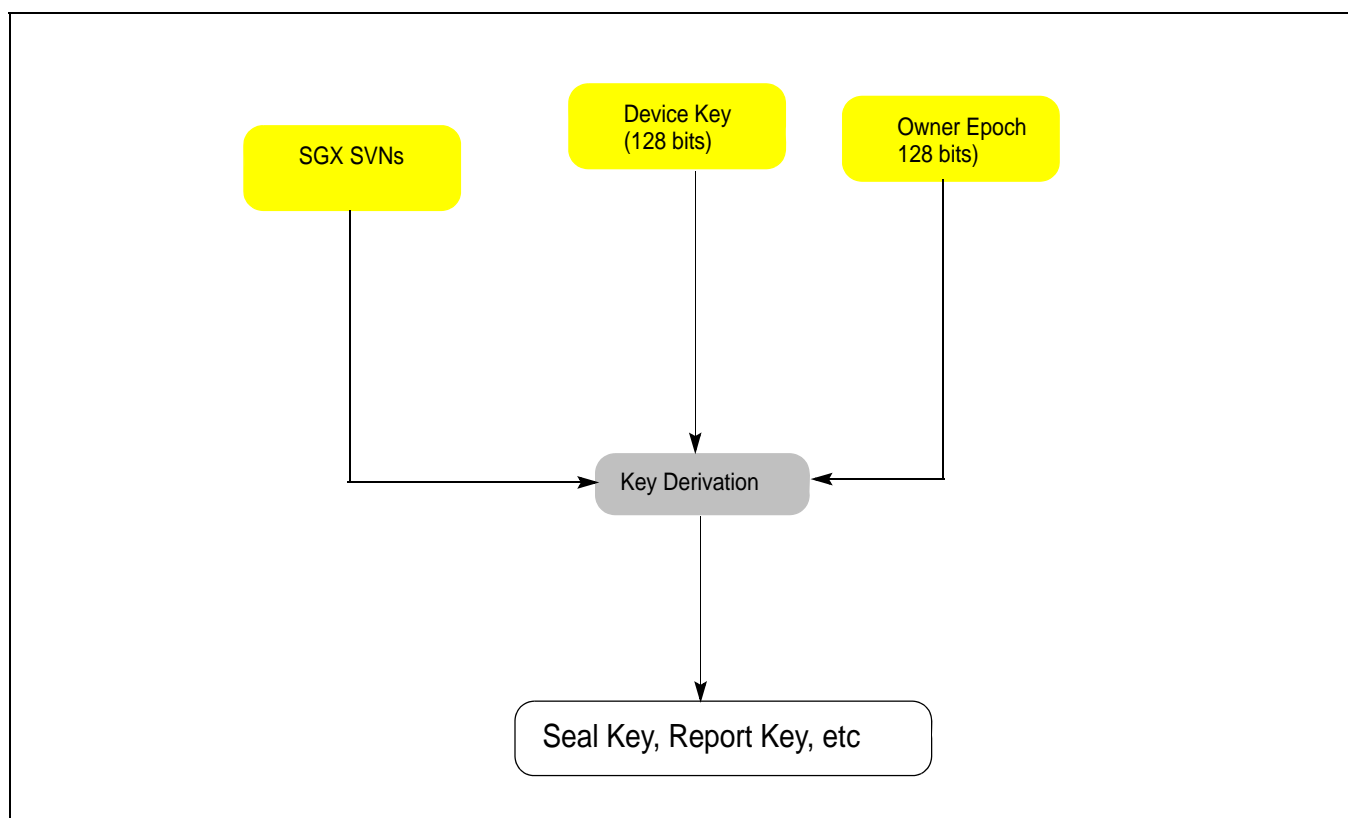 SGX SVNs
Device Key
(128 bits)
Owner Epoch
128 bits)
Key Derivation
Seal Key, Report Key, etc